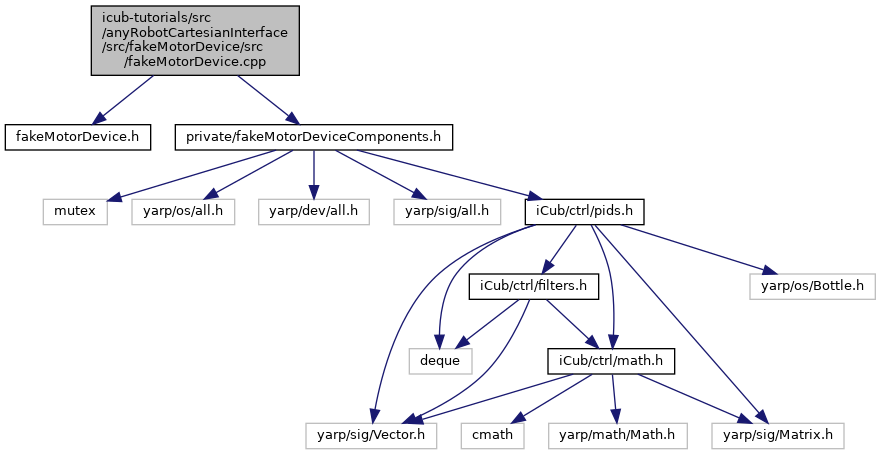 icub-tutorials/src
/anyRobotCartesianInterface
/src/fakeMotorDevice/src
/fakeMotorDevice.cpp
fakeMotorDevice.h
private/fakeMotorDeviceComponents.h
mutex
yarp/os/all.h
yarp/dev/all.h
yarp/sig/all.h
iCub/ctrl/pids.h
iCub/ctrl/filters.h
yarp/os/Bottle.h
deque
iCub/ctrl/math.h
yarp/sig/Vector.h
cmath
yarp/math/Math.h
yarp/sig/Matrix.h